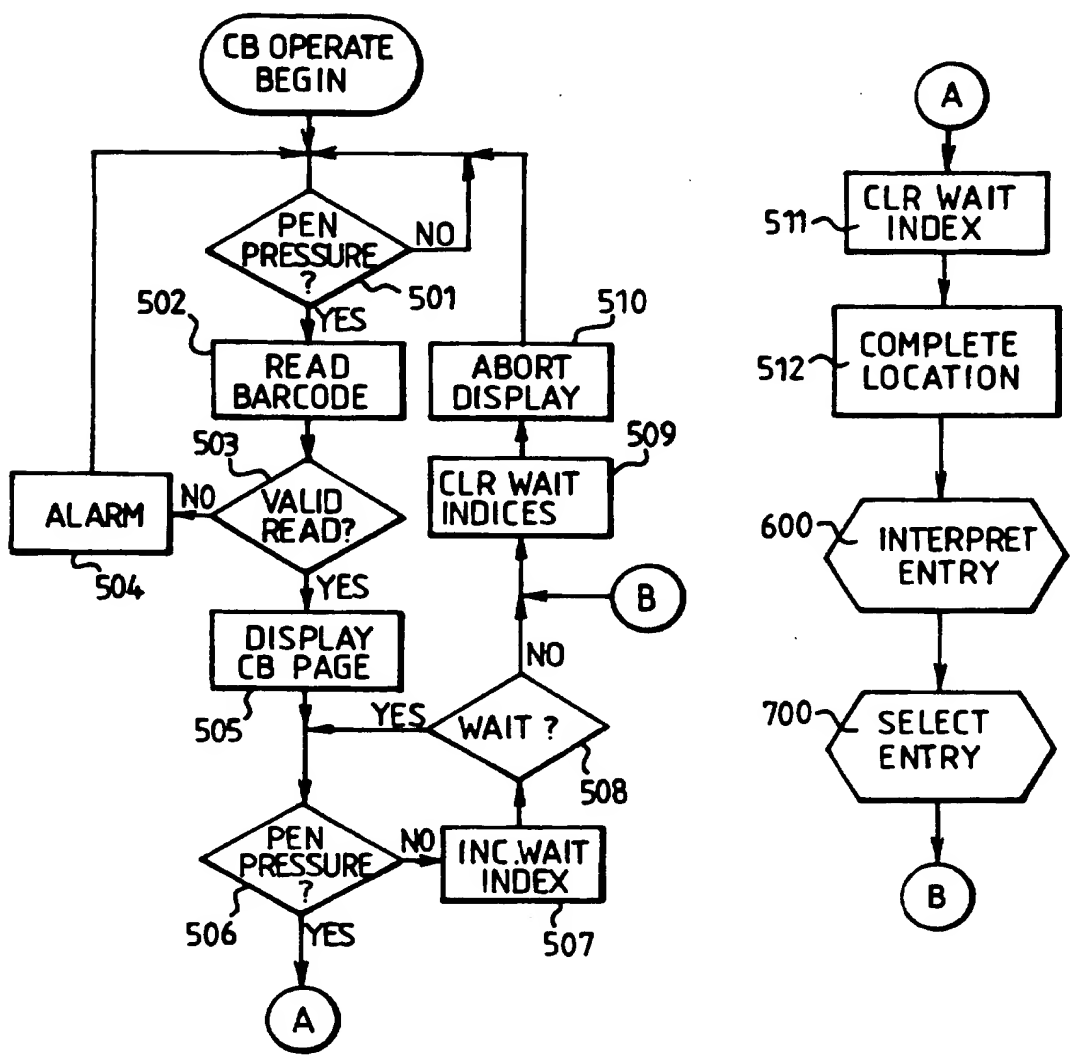 CB OPERATE
BEGIN
PEN
PRESSURE
?
NO
501
YES
502
READ
BARCODE
503
VALID
READ?
NO
ALARM
504
YES
DISPLAY
CB PAGE
505
PEN
PRESSURE
?
506
NO
YES
A
INC.WAIT
INDEX
507
WAIT ?
508
YES
NO
B
CLR WAIT
INDICES
509
ABORT
DISPLAY
510
A
CLR WAIT
INDEX
511
COMPLETE
LOCATION
512
INTERPRET
ENTRY
600
SELECT
ENTRY
700
B